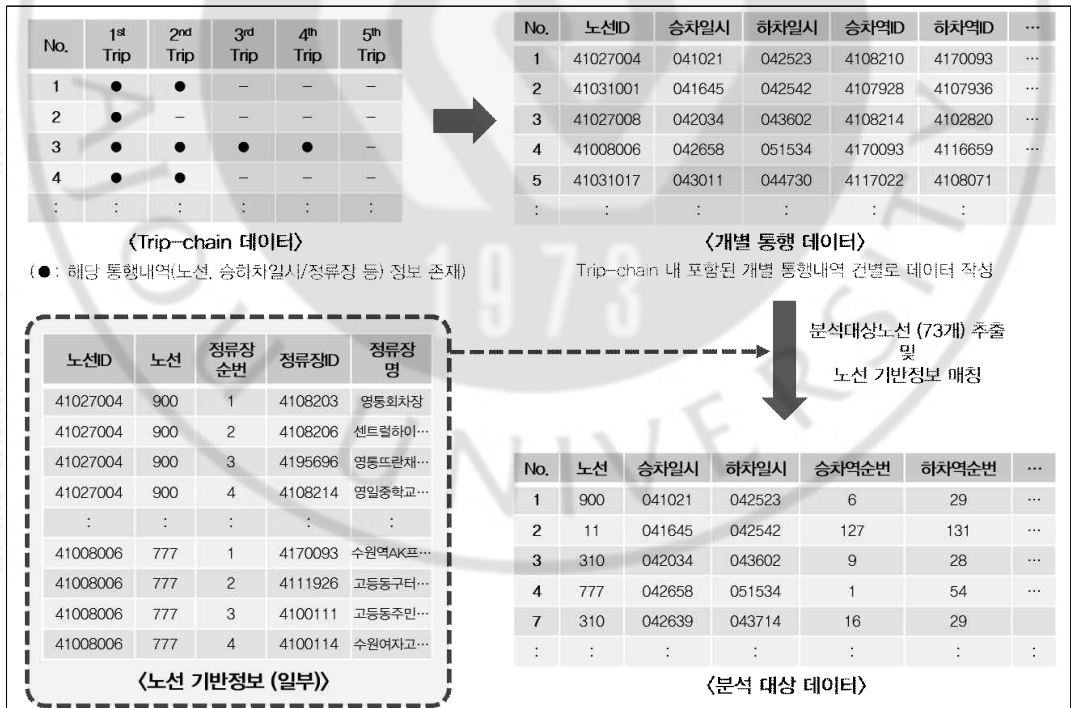 No. 1st Trip 2nd Trip 3rd Trip 4th Trip 5th Trip
1 ● ● – – –
2 ● – – – –
3 ● ● ● ● –
4 ● ● – – –
: : : : : :
〈Trip-chain 데이터〉
(● : 해당 통행내역(노선, 승하차일시/정류장 등) 정보 존재)
No. 노선ID 승차일시 하차일시 승차역ID 하차역ID …
1 41027004 041021 042523 4108210 4170093 …
2 41031001 041645 042542 4107928 4107936 …
3 41027008 042034 043602 4108214 4102820 …
4 41008006 042658 051534 4170093 4116659 …
5 41031017 043011 044730 4117022 4108071
: : : : : :
〈개별 통행 데이터〉
Trip-chain 내 포함된 개별 통행내역 건별로 데이터 작성
분석대상노선 (73개) 추출
및
노선 기반정보 매칭
노선ID 노선 정류장 순번 정류장ID 정류장 명
41027004 900 1 4108203 영통회차장
41027004 900 2 4108206 센트럴하이…
41027004 900 3 4195696 영통뜨란채…
41027004 900 4 4108214 영일중학교…
: : : : :
41008006 777 1 4170093 수원역AK프…
41008006 777 2 4111926 고등동구터…
41008006 777 3 4100111 고등동주민…
41008006 777 4 4100114 수원여자고…
〈노선 기반정보 (일부)〉
No. 노선 승차일시 하차일시 승차역순번 하차역순번 …
1 900 041021 042523 6 29 …
2 11 041645 042542 127 131 …
3 310 042034 043602 9 28 …
4 777 042658 051534 1 54 …
7 310 042639 043714 16 29
: : : : : : :
〈분석 대상 데이터〉
AJOU UNIVERSITY
1973